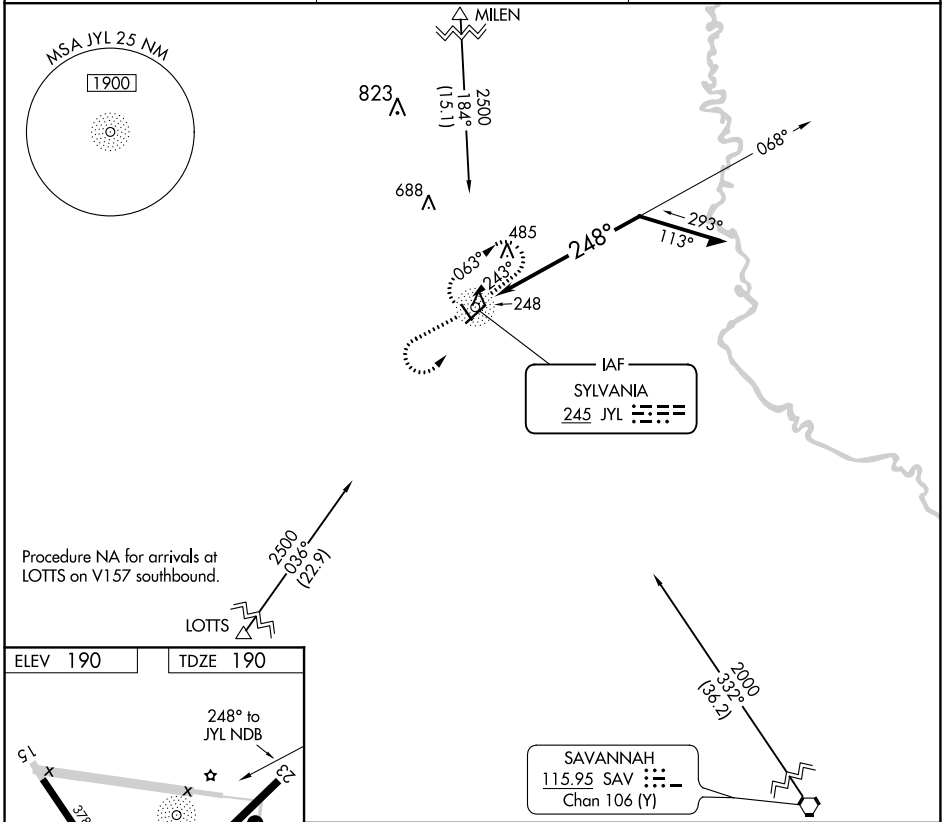 MSA JYL 25 NM
1900
MILEN
2500
184°
(15.1)
823
688
485
063°
243°
248
248°
068°
293°
113°
IAF
SYLVANIA
245 JYL
Procedure NA for arrivals at
LOTTS on V157 southbound.
2500
036°
(22.9)
LOTTS
2000
332°
(36.2)
SAVANNAH
115.95 SAV
Chan 106 (Y)
ELEV 190
TDZE 190
248° to
JYL NDB
15
X
X
23
378